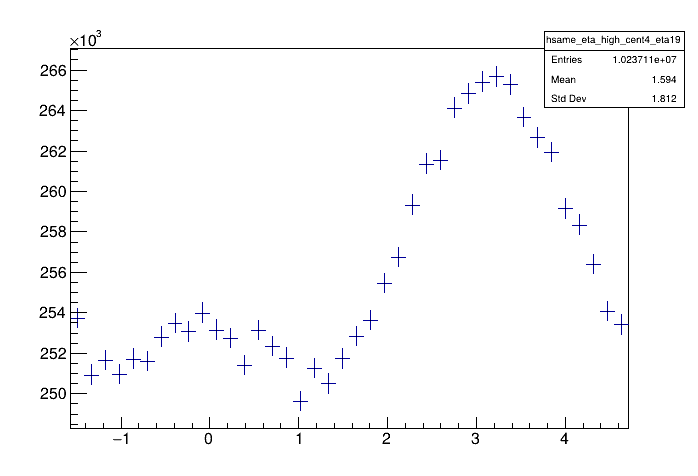 ×10³
hsame_eta_high_cent4_eta19
Entries 1.023711e+07
Mean 1.594
Std Dev 1.812
266
264
262
260
258
256
254
252
250
−1 0 1 2 3 4